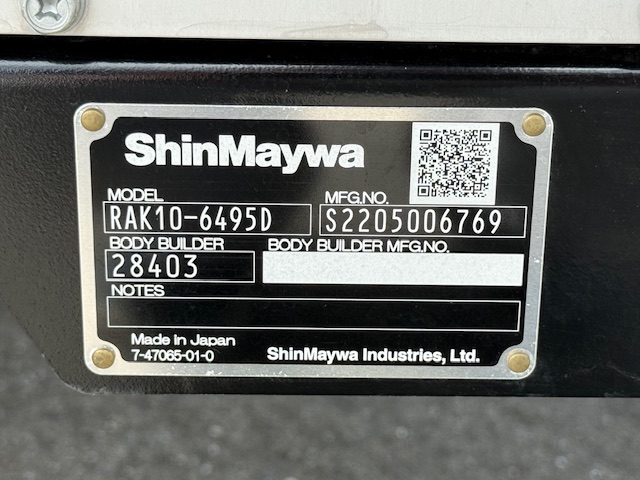 ShinMaywa
MODEL MFG.NO.
RAK10-6495D S2205006769
BODY BUILDER BODY BUILDER MFG.NO.
28403
NOTES
Made in Japan
7-47065-01-0 ShinMaywa Industries, Ltd.